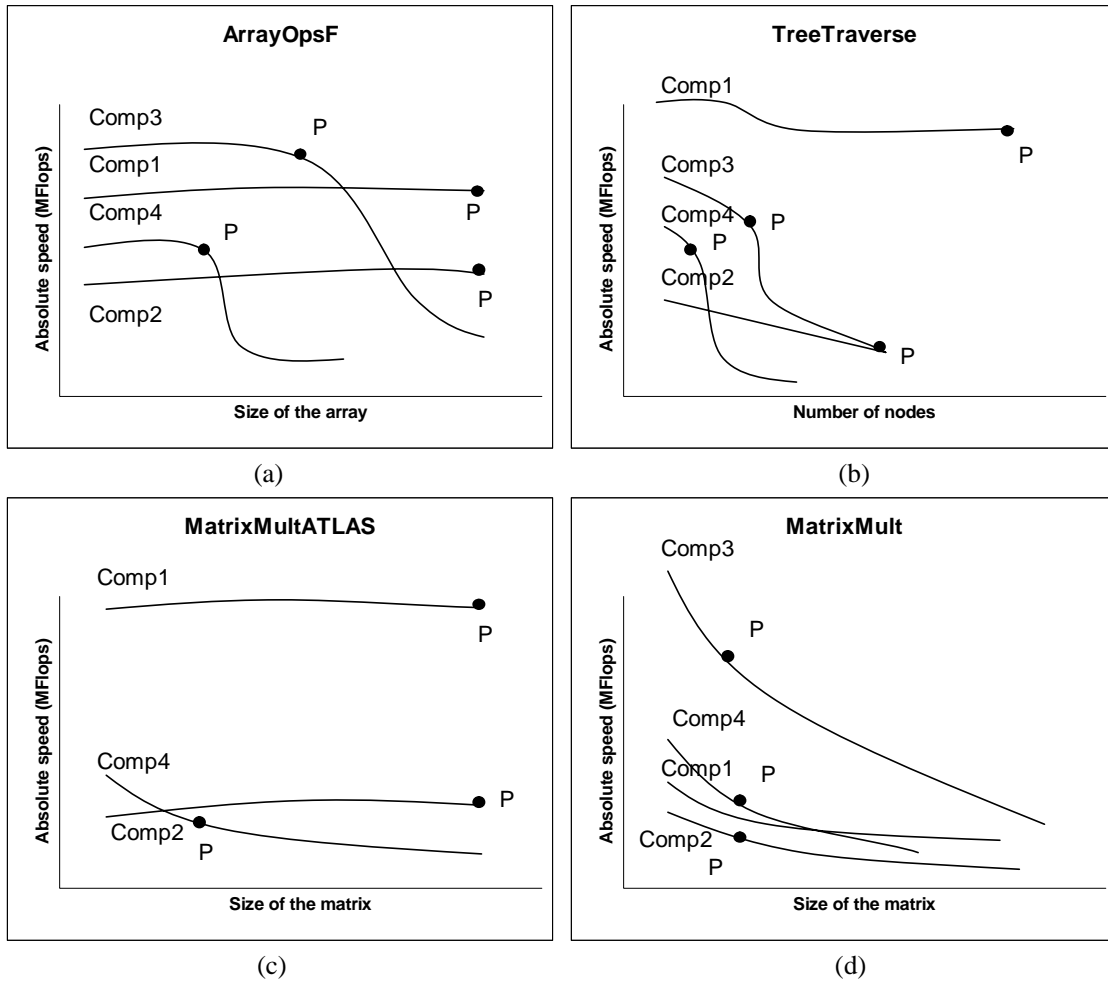 ArrayOpsF
Absolute speed (MFlops)
Comp3
P
Comp1
P
Comp4
P
P
Comp2
Size of the array
(a)
TreeTraverse
Absolute speed (MFlops)
Comp1
P
Comp3
Comp4
P
P
Comp2
P
Number of nodes
(b)
MatrixMultATLAS
Absolute speed (MFlops)
Comp1
P
Comp4
P
Comp2
P
Size of the matrix
(c)
MatrixMult
Absolute speed (MFlops)
Comp3
P
Comp4
Comp1
P
Comp2
P
Size of the matrix
(d)